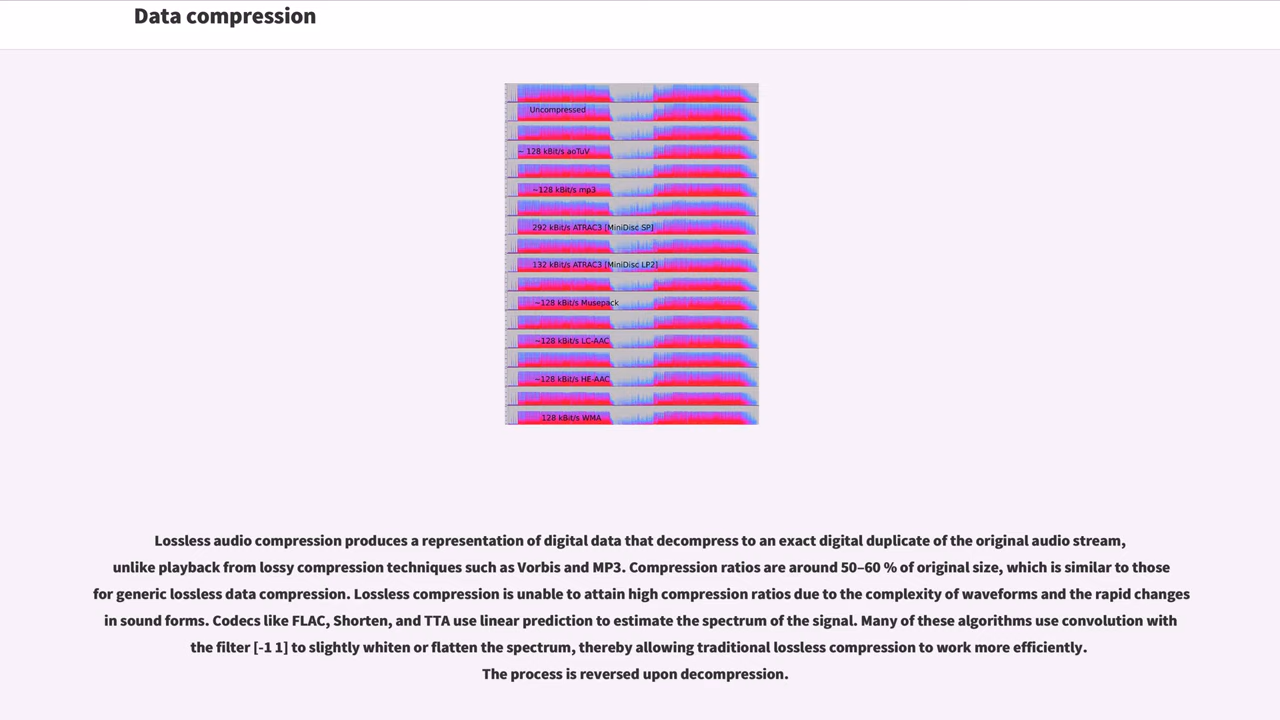 Data compression
Uncompressed
~ 128 kBit/s aoTuV
~128 kBit/s mp3
292 kBit/s ATRAC3 [MiniDisc SP]
132 kBit/s ATRAC3 [MiniDisc LP2]
~128 kBit/s Musepack
~128 kBit/s LC-AAC
~128 kBit/s HE-AAC
128 kBit/s WMA
Lossless audio compression produces a representation of digital data that decompress to an exact digital duplicate of the original audio stream,
unlike playback from lossy compression techniques such as Vorbis and MP3. Compression ratios are around 50–60 % of original size, which is similar to those
for generic lossless data compression. Lossless compression is unable to attain high compression ratios due to the complexity of waveforms and the rapid changes
in sound forms. Codecs like FLAC, Shorten, and TTA use linear prediction to estimate the spectrum of the signal. Many of these algorithms use convolution with
the filter [-1 1] to slightly whiten or flatten the spectrum, thereby allowing traditional lossless compression to work more efficiently.
The process is reversed upon decompression.